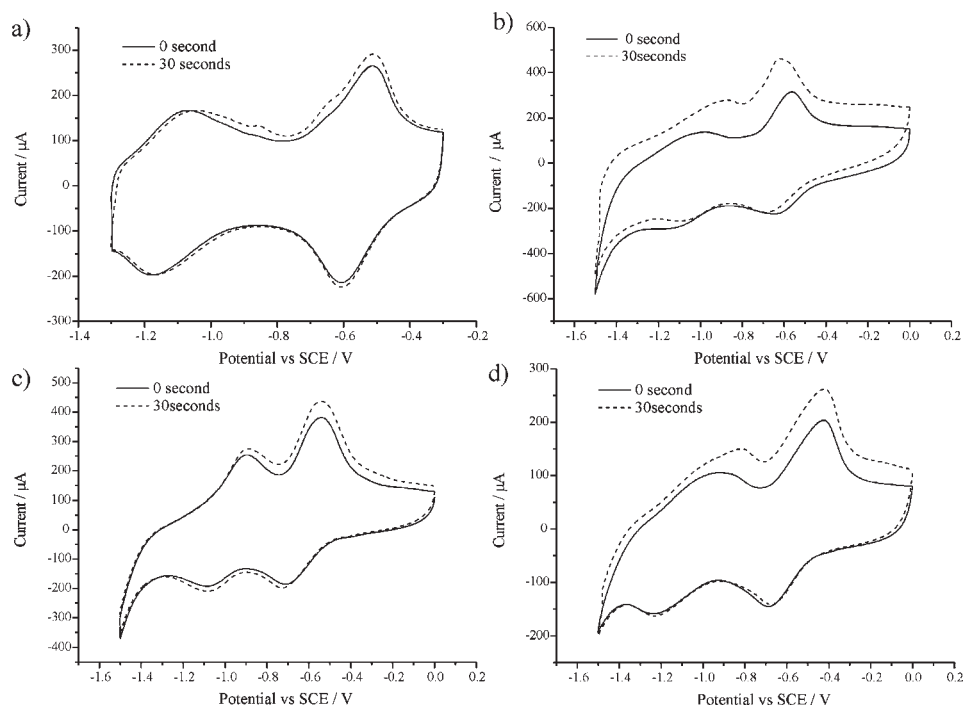 a)
0 second
30 seconds
Current / µA
300
200
100
0
-100
-200
-300
-1.4 -1.2 -1.0 -0.8 -0.6 -0.4 -0.2
Potential vs SCE / V
b)
0 second
30seconds
Current / µA
600
400
200
0
-200
-400
-600
-1.6 -1.4 -1.2 -1.0 -0.8 -0.6 -0.4 -0.2 0.0 0.2
Potential vs SCE / V
c)
0 second
30seconds
Current / µA
500
400
300
200
100
0
-100
-200
-300
-400
-1.6 -1.4 -1.2 -1.0 -0.8 -0.6 -0.4 -0.2 0.0 0.2
Potential vs SCE / V
d)
0 second
30seconds
Current / µA
300
200
100
0
-100
-200
-1.6 -1.4 -1.2 -1.0 -0.8 -0.6 -0.4 -0.2 0.0 0.2
Potential vs SCE / V